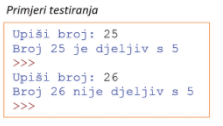 Primjeri testiranja
Upiši broj: 25
Broj 25 je djeljiv s 5
>>>
Upiši broj: 26
Broj 26 nije djeljiv s 5
>>>